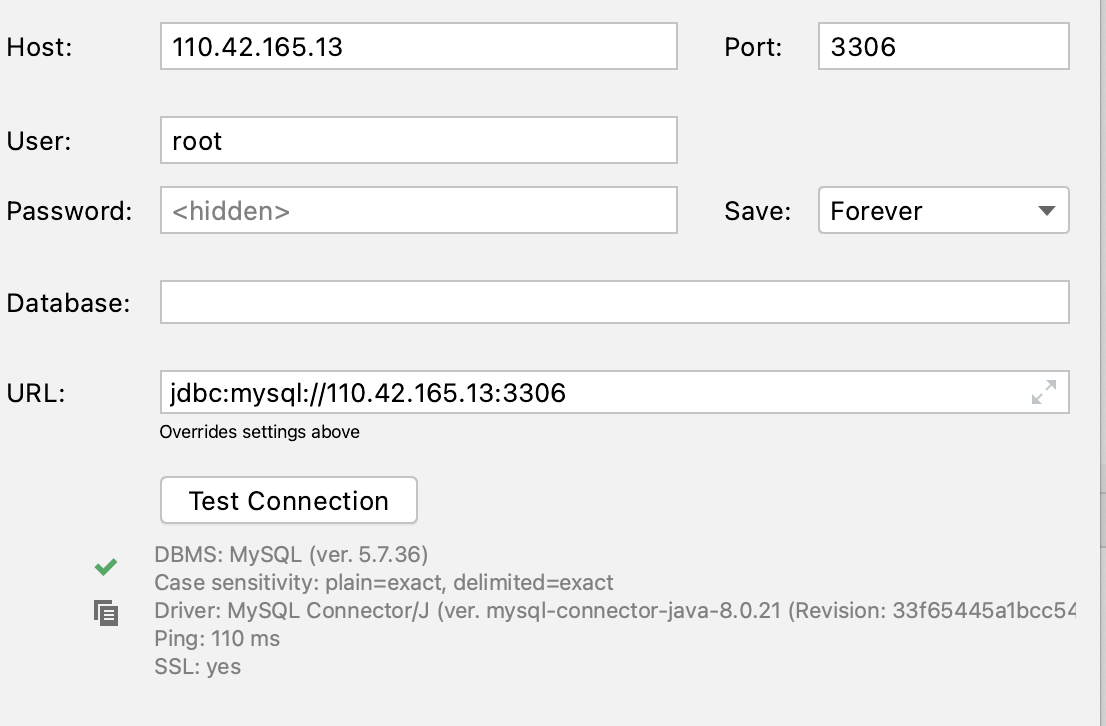 Host: 110.42.165.13 Port: 3306
User: root
Password: <hidden> Save: Forever
Database:
URL: jdbc:mysql://110.42.165.13:3306
Overrides settings above
Test Connection
DBMS: MySQL (ver. 5.7.36)
Case sensitivity: plain=exact, delimited=exact
Driver: MySQL Connector/J (ver. mysql-connector-java-8.0.21 (Revision: 33f65445a1bcc54
Ping: 110 ms
SSL: yes